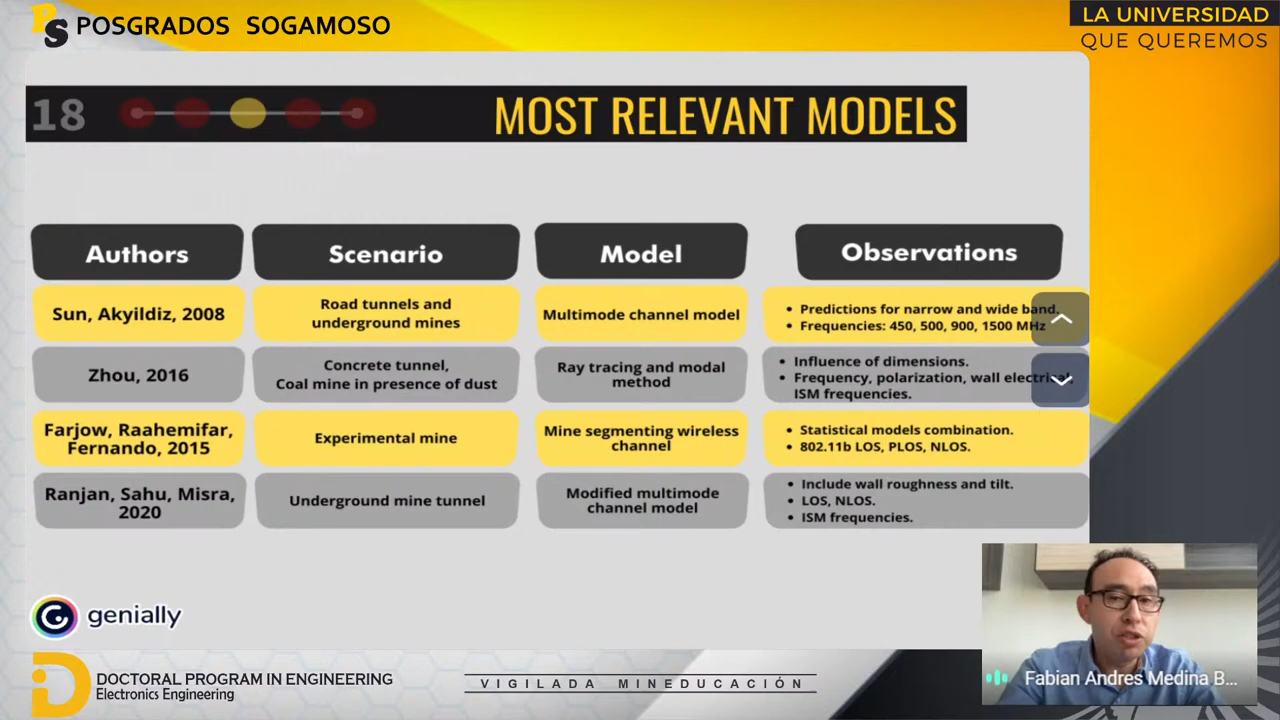 POSGRADOS SOGAMOSO
LA UNIVERSIDAD
QUE QUEREMOS
18
MOST RELEVANT MODELS
Authors
Scenario
Model
Observations
Sun, Akyildiz, 2008
Road tunnels and
underground mines
Multimode channel model
• Predictions for narrow and wide band.
• Frequencies: 450, 500, 900, 1500 MHz
Zhou, 2016
Concrete tunnel,
Coal mine in presence of dust
Ray tracing and modal
method
• Influence of dimensions.
• Frequency, polarization, wall electrical,
ISM frequencies.
Farjow, Raahemifar,
Fernando, 2015
Experimental mine
Mine segmenting wireless
channel
• Statistical models combination.
• 802.11b LOS, PLOS, NLOS.
Ranjan, Sahu, Misra,
2020
Underground mine tunnel
Modified multimode
channel model
• Include wall roughness and tilt.
• LOS, NLOS.
• ISM frequencies.
genially
DOCTORAL PROGRAM IN ENGINEERING
Electronics Engineering
VIGILADA MINEDUCACIÓN
Fabian Andres Medina B...